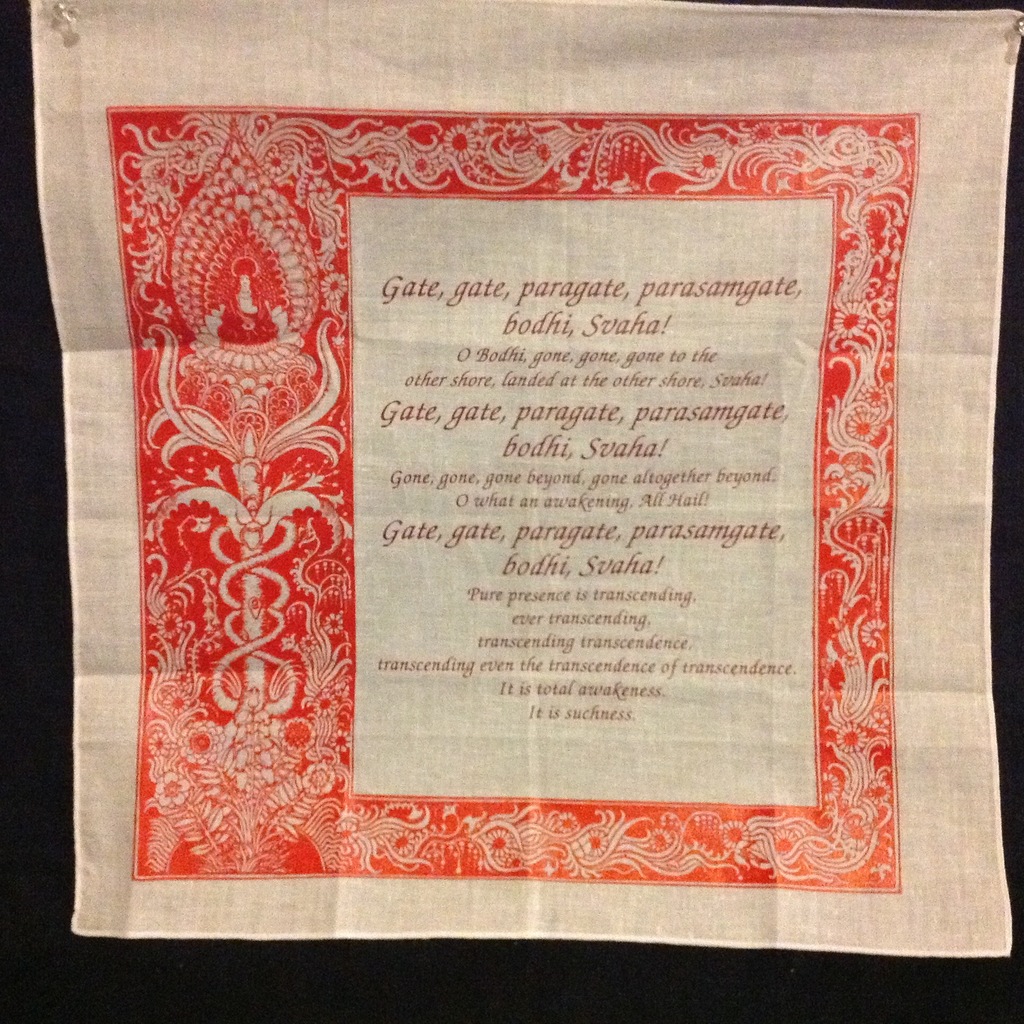 Gate, gate, paragate, parasamgate,
bodhi, Svaha!
O Bodhi, gone, gone, gone to the
other shore, landed at the other shore, Svaha!
Gate, gate, paragate, parasamgate,
bodhi, Svaha!
Gone, gone, gone beyond, gone altogether beyond.
O what an awakening, All Hail!
Gate, gate, paragate, parasamgate,
bodhi, Svaha!
Pure presence is transcending,
ever transcending,
transcending transcendence,
transcending even the transcendence of transcendence.
It is total awakeness.
It is suchness.